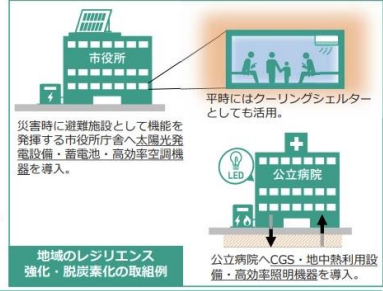 市役所
平時にはクーリングシェルター
としても活用。
災害時に避難施設として機能を
発揮する市役所庁舎へ太陽光発
電設備・蓄電池・高効率空調機
器を導入。
LED
公立病院
地域のレジリエンス
強化・脱炭素化の取組例
公立病院へCGS・地中熱利用設
備・高効率照明機器を導入。